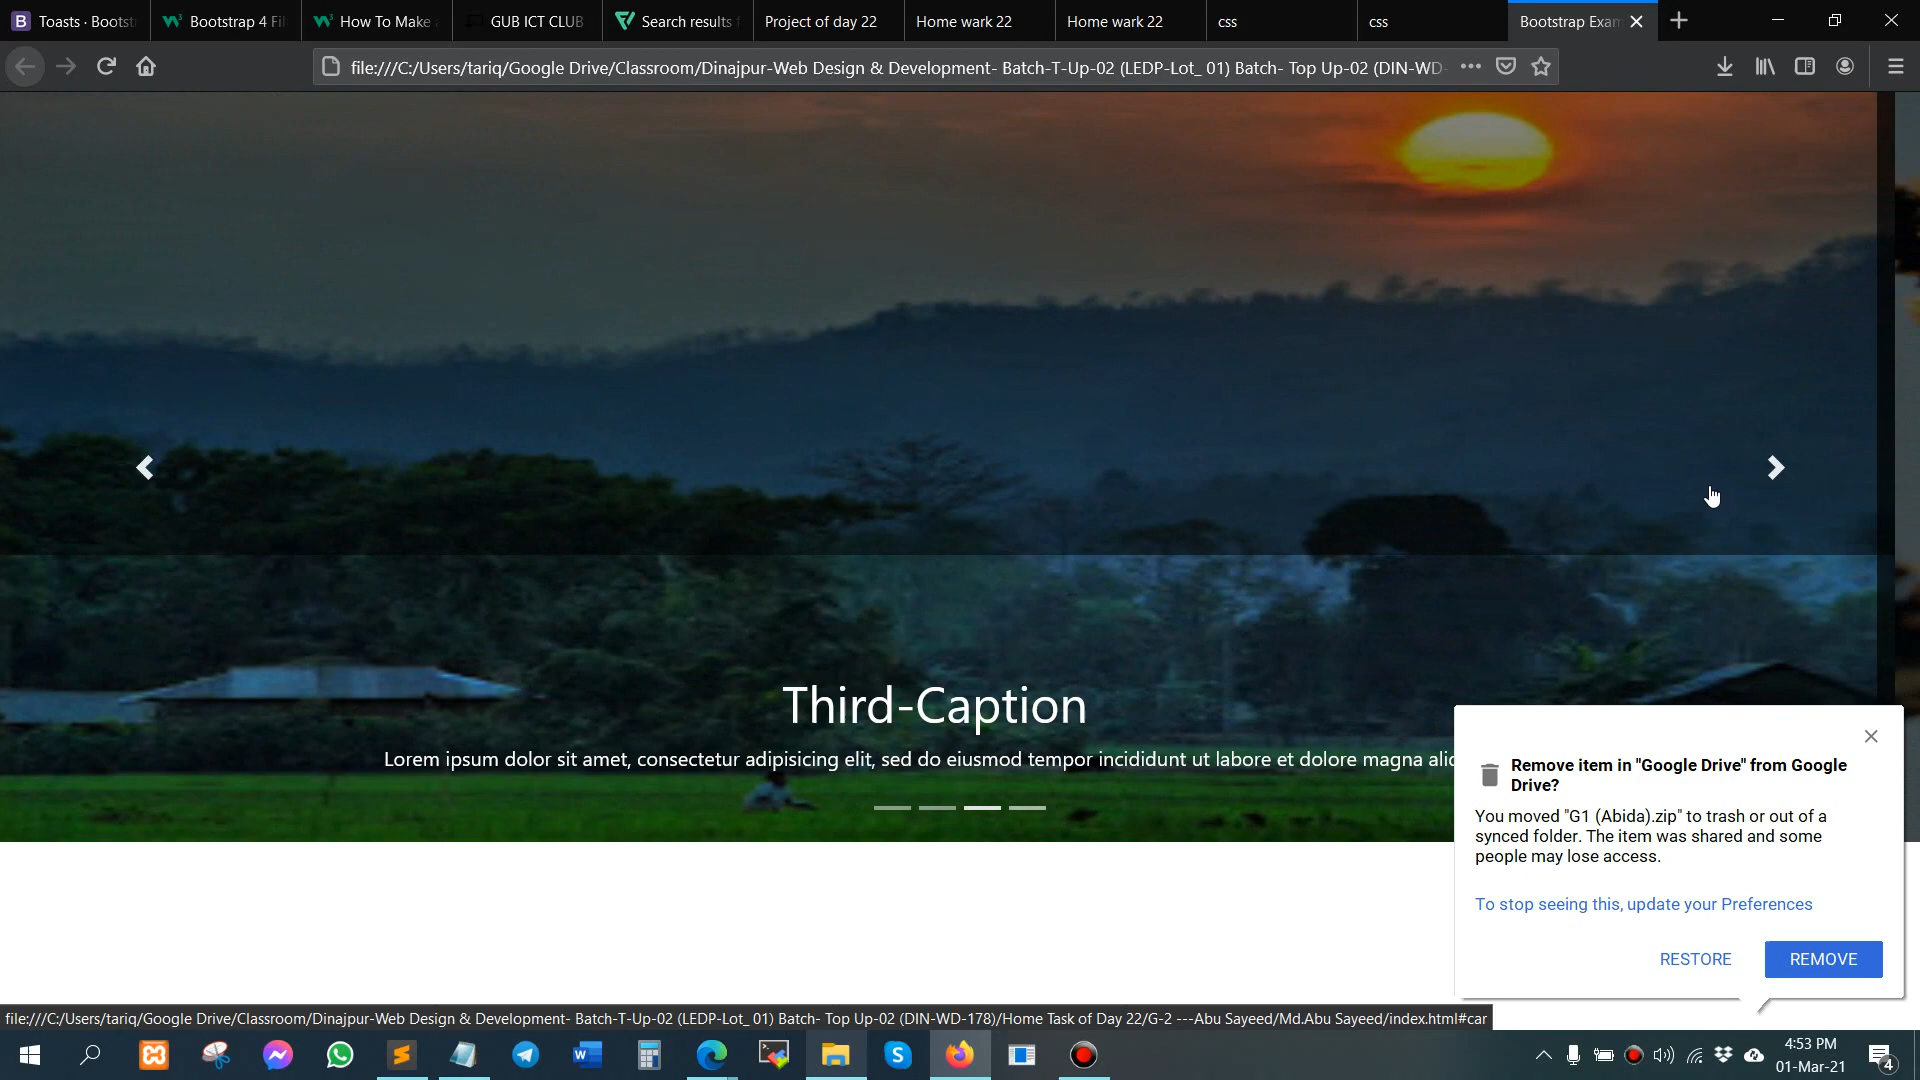 Toasts · Bootst
Bootstrap 4 Fil
How To Make
GUB ICT CLUB
Search results f
Project of day 22
Home wark 22
Home wark 22
css
css
Bootstrap Exam
file:///C:/Users/tariq/Google Drive/Classroom/Dinajpur-Web Design & Development- Batch-T-Up-02 (LEDP-Lot_ 01) Batch- Top Up-02 (DIN-WD-
Third-Caption
Lorem ipsum dolor sit amet, consectetur adipisicing elit, sed do eiusmod tempor incididunt ut labore et dolore magna alic
Remove item in "Google Drive" from Google
Drive?
You moved "G1 (Abida).zip" to trash or out of a
synced folder. The item was shared and some
people may lose access.
To stop seeing this, update your Preferences
RESTORE
REMOVE
file:///C:/Users/tariq/Google Drive/Classroom/Dinajpur-Web Design & Development- Batch-T-Up-02 (LEDP-Lot_ 01) Batch- Top Up-02 (DIN-WD-178)/Home Task of Day 22/G-2 ---Abu Sayeed/Md.Abu Sayeed/index.html#car
4:53 PM
01-Mar-21
4